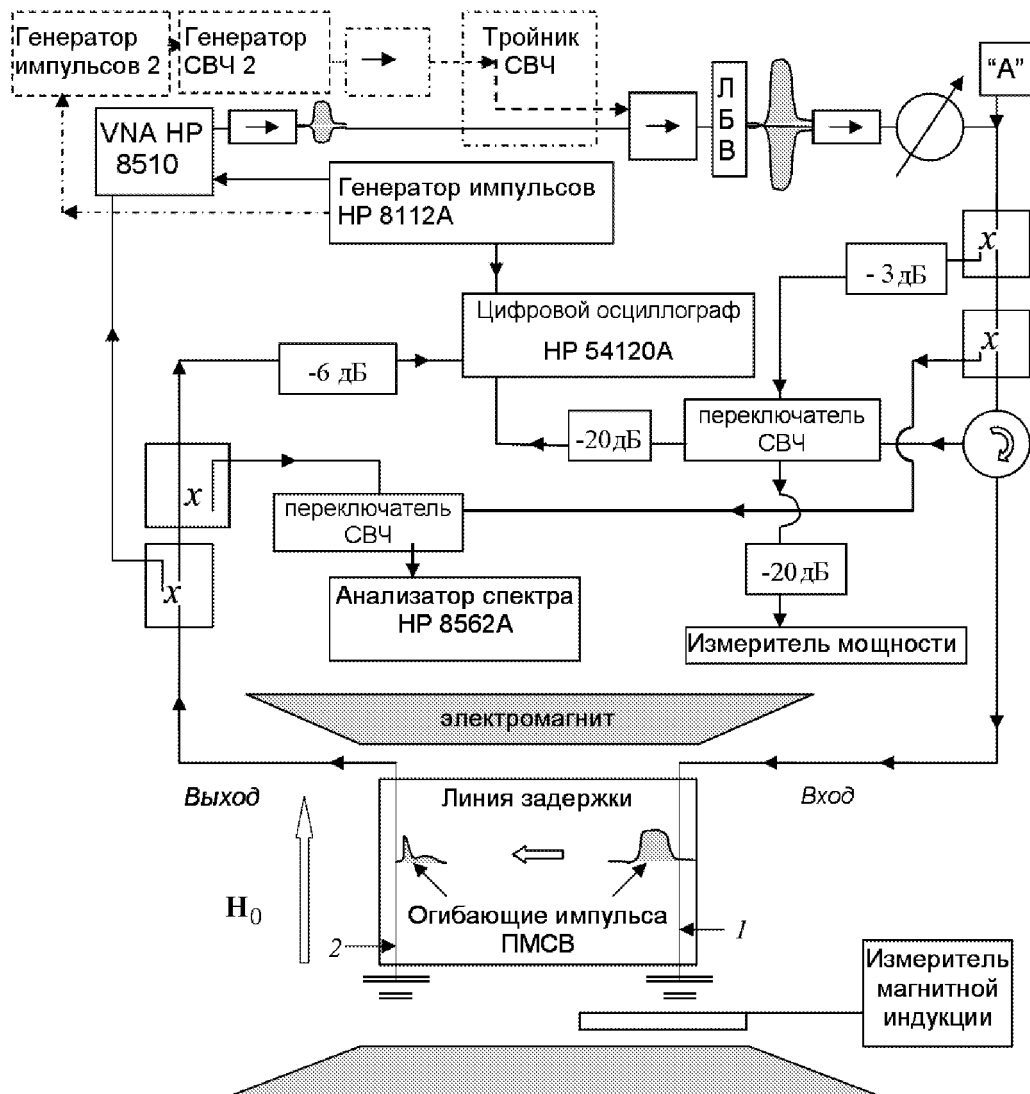 Генератор
импульсов 2
Генератор
СВЧ 2
Тройник
СВЧ
"А"
VNA HP
8510
Л
Б
В
Генератор импульсов
HP 8112A
x
- 3 дБ
Цифровой осциллограф
HP 54120A
x
-6 дБ
-20 дБ
переключатель
СВЧ
x
переключатель
СВЧ
x
-20 дБ
Анализатор спектра
HP 8562A
Измеритель мощности
электромагнит
Выход
Линия задержки
Вход
H0
Огибающие импульса
ПМСВ
1
2
Измеритель
магнитной
индукции